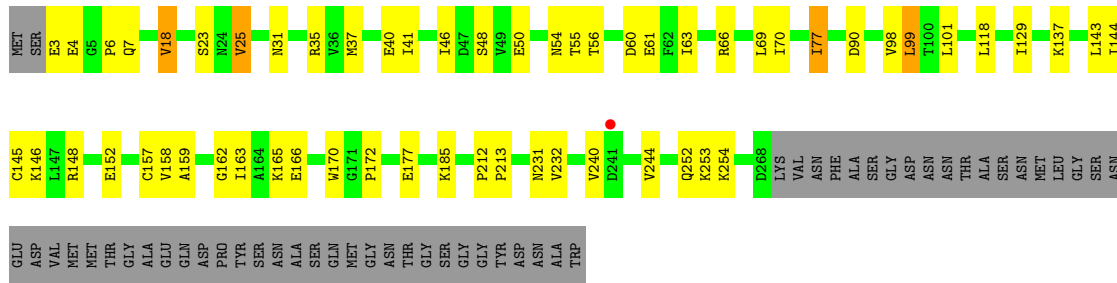 MET SER E3 E4 G5 P6 Q7 V18 S23 N24 V25 N31 R35 V36 M37 E40 I41 I46 D47 S48 V49 E50 N54 T55 T56 D60 E61 F62 I63 R66 L69 I70 I77 D90 V98 L99 T100 L101 L118 I129 K137 L143 I144
C145 K146 L147 R148 E152 C157 V158 A159 G162 I163 A164 K165 E166 W170 G171 P172 E177 K185 P212 P213 N231 V232 V240 D241 V244 Q252 K253 K254 D268 LYS VAL ASN PHE ALA SER GLY ASP ASN ASN THR ALA SER ASN MET LEU GLY SER ASN
GLU ASP VAL MET MET THR GLY ALA GLU GLN ASP PRO TYR SER ASN ALA SER GLN MET GLY ASN THR GLY SER GLY GLY TYR ASP ASN ALA TRP